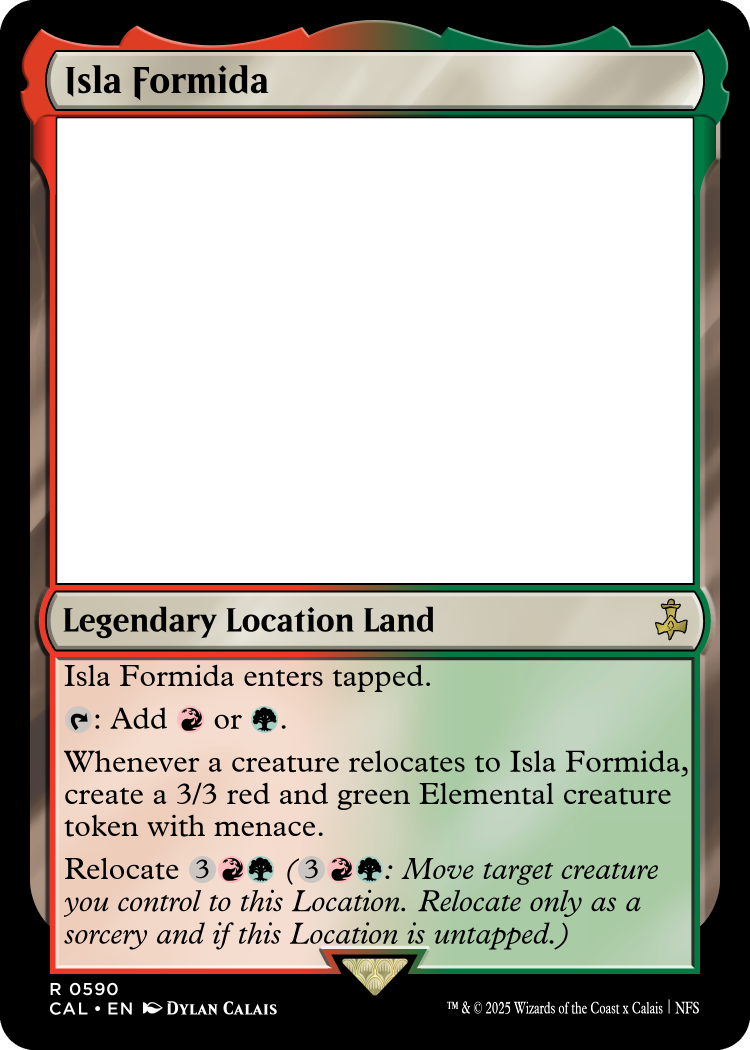 Isla Formida
Legendary Location Land
Isla Formida enters tapped.
: Add or .
Whenever a creature relocates to Isla Formida,
create a 3/3 red and green Elemental creature
token with menace.
Relocate 3 (3 : Move target creature
you control to this Location. Relocate only as a
sorcery and if this Location is untapped.)
R 0590
CAL • EN DYLAN CALAIS
™ & © 2025 Wizards of the Coast x Calais | NFS